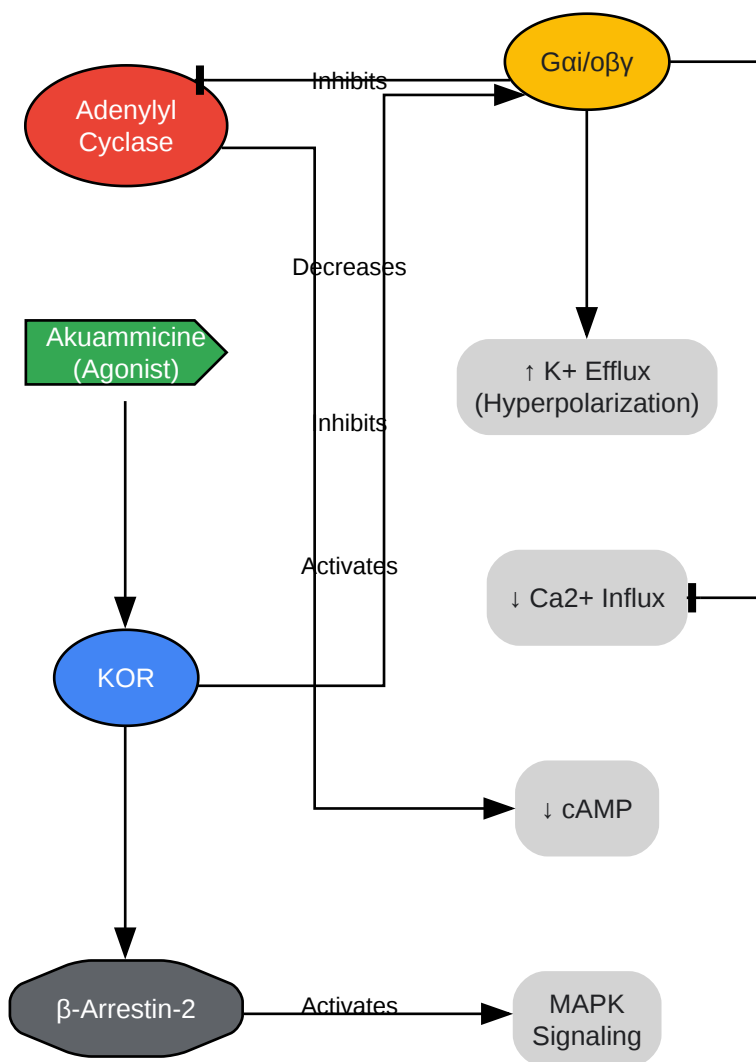 Gαi/oβγ
Inhibits
Adenylyl
Cyclase
Decreases
Akuammicine
(Agonist)
↑ K+ Efflux
(Hyperpolarization)
Inhibits
Activates
↓ Ca2+ Influx
KOR
↓ cAMP
β-Arrestin-2
Activates
MAPK
Signaling